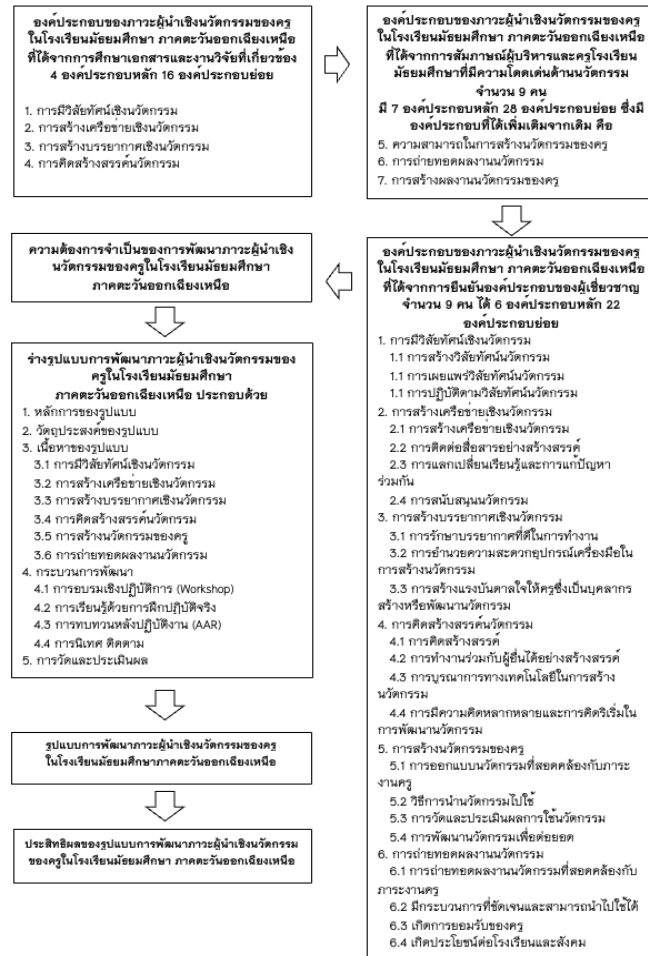 องค์ประกอบของภาวะผู้นำเชิงนวัตกรรมของครู
ในโรงเรียนมัธยมศึกษา ภาคตะวันออกเฉียงเหนือ
ที่ได้จากการศึกษาเอกสารและงานวิจัยที่เกี่ยวข้อง
4 องค์ประกอบหลัก 16 องค์ประกอบย่อย
1. การมีวิสัยทัศน์เชิงนวัตกรรม
2. การสร้างเครือข่ายเชิงนวัตกรรม
3. การสร้างบรรยากาศเชิงนวัตกรรม
4. การคิดสร้างสรรค์นวัตกรรม
องค์ประกอบของภาวะผู้นำเชิงนวัตกรรมของครู
ในโรงเรียนมัธยมศึกษา ภาคตะวันออกเฉียงเหนือ
ที่ได้จากการสัมภาษณ์ผู้บริหารและครูโรงเรียน
มัธยมศึกษาที่มีความโดดเด่นด้านนวัตกรรม
จำนวน 9 คน
มี 7 องค์ประกอบหลัก 28 องค์ประกอบย่อย ซึ่งมี
องค์ประกอบที่ได้เพิ่มเติมจากเดิม คือ
5. ความสามารถในการสร้างนวัตกรรมของครู
6. การถ่ายทอดผลงานนวัตกรรม
7. การสร้างผลงานนวัตกรรมของครู
องค์ประกอบของภาวะผู้นำเชิงนวัตกรรมของครู
ในโรงเรียนมัธยมศึกษา ภาคตะวันออกเฉียงเหนือ
ที่ได้จากการยืนยันองค์ประกอบของผู้เชี่ยวชาญ
จำนวน 9 คน ได้ 6 องค์ประกอบหลัก 22
องค์ประกอบย่อย
1. การมีวิสัยทัศน์เชิงนวัตกรรม
1.1 การสร้างวิสัยทัศน์นวัตกรรม
1.1 การเผยแพร่วิสัยทัศน์นวัตกรรม
1.1 การปฏิบัติตามวิสัยทัศน์นวัตกรรม
2. การสร้างเครือข่ายเชิงนวัตกรรม
2.1 การสร้างเครือข่ายเชิงนวัตกรรม
2.2 การติดต่อสื่อสารอย่างสร้างสรรค์
2.3 การแลกเปลี่ยนเรียนรู้และการแก้ปัญหา
ร่วมกัน
2.4 การสนับสนุนนวัตกรรม
3. การสร้างบรรยากาศเชิงนวัตกรรม
3.1 การรักษาบรรยากาศที่ดีในการทำงาน
3.2 การอำนวยความสะดวกอุปกรณ์เครื่องมือใน
การสร้างนวัตกรรม
3.3 การสร้างแรงบันดาลใจให้ครูซึ่งเป็นบุคลากร
สร้างหรือพัฒนานวัตกรรม
4. การคิดสร้างสรรค์นวัตกรรม
4.1 การคิดสร้างสรรค์
4.2 การทำงานร่วมกับผู้อื่นได้อย่างสร้างสรรค์
4.3 การบูรณาการทางเทคโนโลยีในการสร้าง
นวัตกรรม
4.4 การมีความคิดหลากหลายและการคิดริเริ่มใน
การพัฒนานวัตกรรม
5. การสร้างนวัตกรรมของครู
5.1 การออกแบบนวัตกรรมที่สอดคล้องกับภาระ
งานครู
5.2 วิธีการนำนวัตกรรมไปใช้
5.3 การวัดและประเมินผลการใช้นวัตกรรม
5.4 การพัฒนานวัตกรรมเพื่อต่อยอด
6. การถ่ายทอดผลงานนวัตกรรม
6.1 การถ่ายทอดผลงานนวัตกรรมที่สอดคล้องกับ
ภาระงานครู
6.2 มีกระบวนการที่ชัดเจนและสามารถนำไปใช้ได้
6.3 เกิดการยอมรับของครู
6.4 เกิดประโยชน์ต่อโรงเรียนและสังคม
ความต้องการจำเป็นของการพัฒนาภาวะผู้นำเชิง
นวัตกรรมของครูในโรงเรียนมัธยมศึกษา
ภาคตะวันออกเฉียงเหนือ
ร่างรูปแบบการพัฒนาภาวะผู้นำเชิงนวัตกรรมของ
ครูในโรงเรียนมัธยมศึกษา
ภาคตะวันออกเฉียงเหนือ ประกอบด้วย
1. หลักการของรูปแบบ
2. วัตถุประสงค์ของรูปแบบ
3. เนื้อหาของรูปแบบ
3.1 การมีวิสัยทัศน์เชิงนวัตกรรม
3.2 การสร้างเครือข่ายเชิงนวัตกรรม
3.3 การสร้างบรรยากาศเชิงนวัตกรรม
3.4 การคิดสร้างสรรค์นวัตกรรม
3.5 การสร้างนวัตกรรมของครู
3.6 การถ่ายทอดผลงานนวัตกรรม
4. กระบวนการพัฒนา
4.1 การอบรมเชิงปฏิบัติการ (Workshop)
4.2 การเรียนรู้ด้วยการฝึกปฏิบัติจริง
4.3 การทบทวนหลังปฏิบัติงาน (AAR)
4.4 การนิเทศ ติดตาม
5. การวัดและประเมินผล
รูปแบบการพัฒนาภาวะผู้นำเชิงนวัตกรรมของครู
ในโรงเรียนมัธยมศึกษาภาคตะวันออกเฉียงเหนือ
ประสิทธิผลของรูปแบบการพัฒนาภาวะผู้นำเชิงนวัตกรรม
ของครูในโรงเรียนมัธยมศึกษา ภาคตะวันออกเฉียงเหนือ